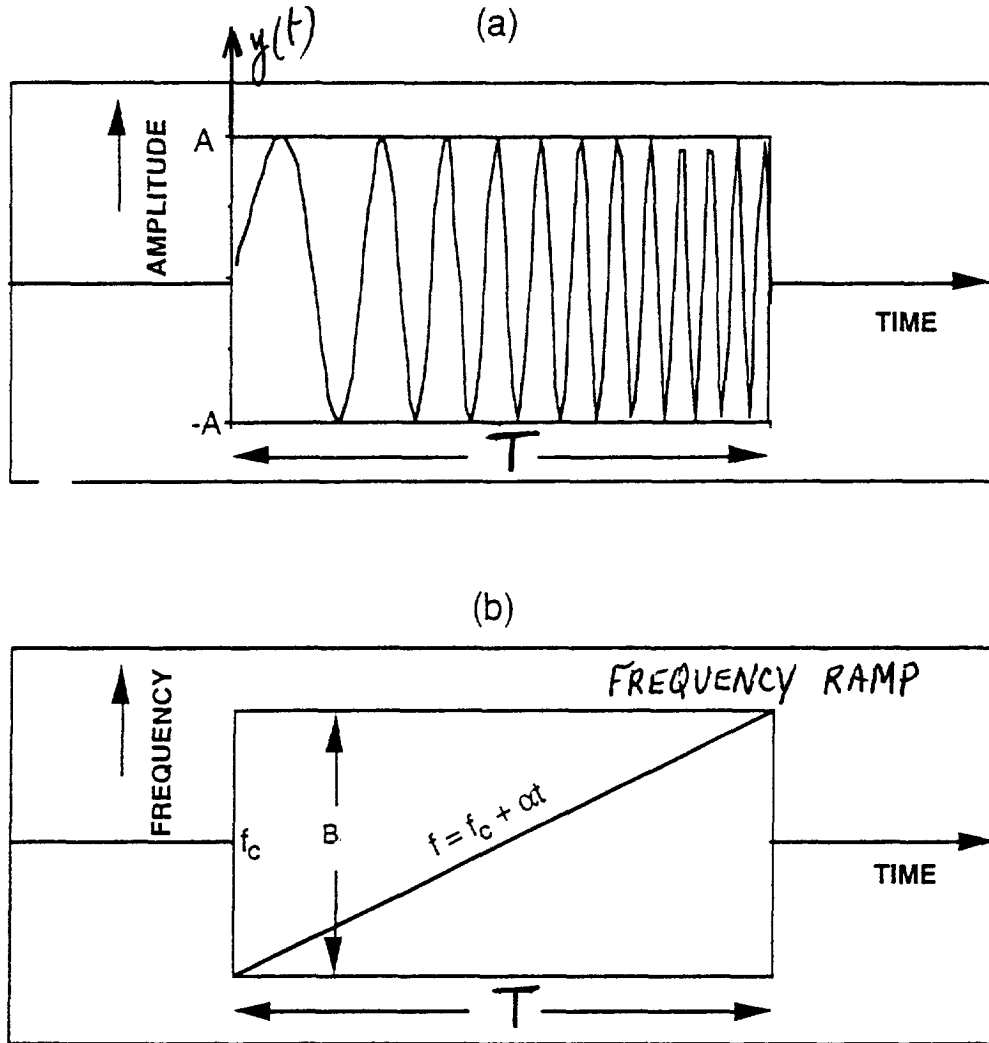 (a)
y(t)
AMPLITUDE
A
-A
TIME
T
(b)
FREQUENCY
FREQUENCY RAMP
f_c
B
f = f_c + αt
TIME
T